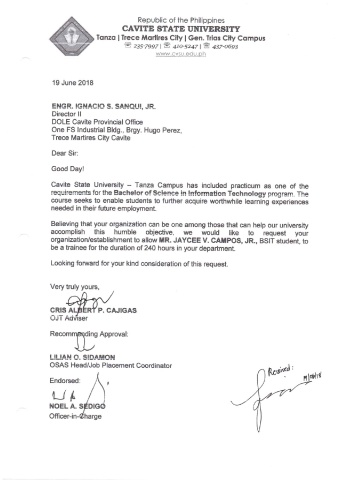 Republic of the Philippines
CAVITE STATE UNIVERSITY
Tanza | Trece Martires City | Gen. Trias City Campus
☏ 235-7997 | ☏ 420-5247 | ☏ 437-0693
www.cvsu.edu.ph
19 June 2018
ENGR. IGNACIO S. SANQUI, JR.
Director II
DOLE Cavite Provincial Office
One FS Industrial Bldg., Brgy. Hugo Perez,
Trece Martires City Cavite
Dear Sir:
Good Day!
Cavite State University – Tanza Campus has included practicum as one of the
requirements for the Bachelor of Science in Information Technology program. The
course seeks to enable students to further acquire worthwhile learning experiences
needed in their future employment.
Believing that your organization can be one among those that can help our university
accomplish this humble objective, we would like to request your
organization/establishment to allow MR. JAYCEE V. CAMPOS, JR., BSIT student, to
be a trainee for the duration of 240 hours in your department.
Looking forward for your kind consideration of this request.
Very truly yours,
CRIS ALBERT P. CAJIGAS
OJT Adviser
Recommending Approval:
LILIAN O. SIDAMON
OSAS Head/Job Placement Coordinator
Endorsed:
NOEL A. SEDIGO
Officer-in-Charge
Received: